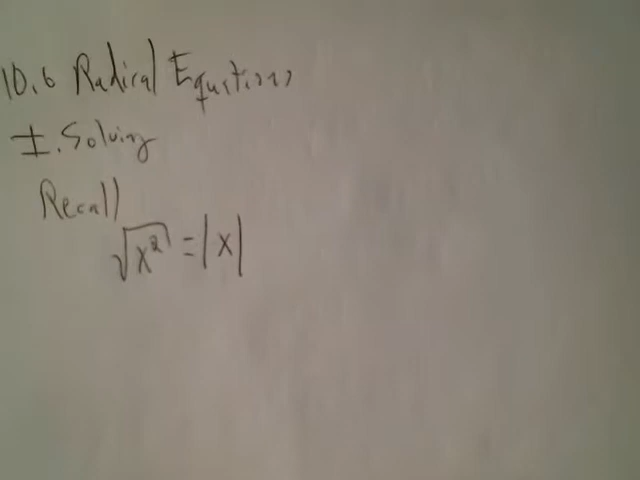 10.6 Radical Equations
I. Solving
Recall
√x² = |x|